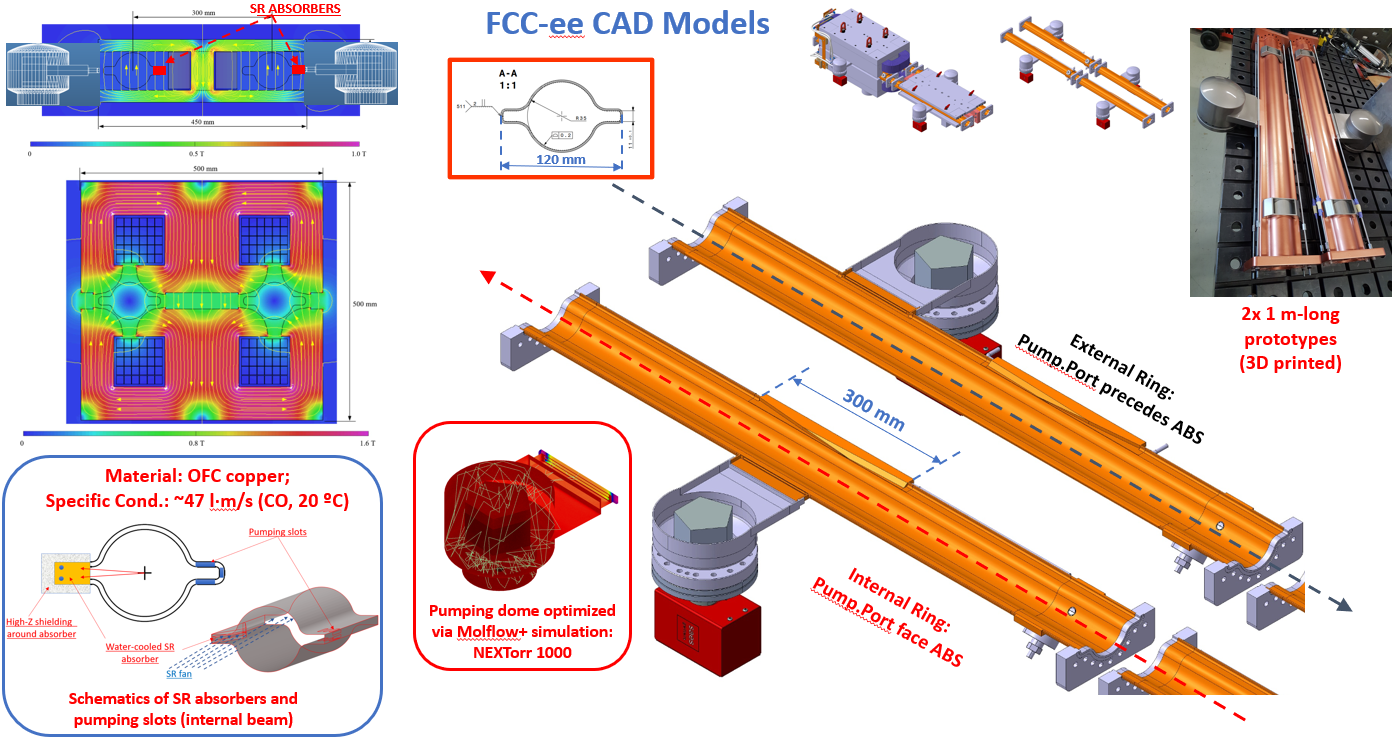 SR ABSORBERS
300 mm
450 mm
0
0.5 T
1.0 T
500 mm
500 mm
0
0.8 T
1.6 T
Material: OFC copper;
Specific Cond.: ~47 l·m/s (CO, 20 ºC)
Pumping slots
High-Z shielding
around absorber
Water-cooled SR
absorber
SR fan
Schematics of SR absorbers and
pumping slots (internal beam)
FCC-ee CAD Models
A-A
1:1
R35
0.2
120 mm
300 mm
External Ring:
Pump.Port precedes ABS
Internal Ring:
Pump.Port face ABS
Pumping dome optimized
via Molflow+ simulation:
NEXTorr 1000
2x 1 m-long
prototypes
(3D printed)